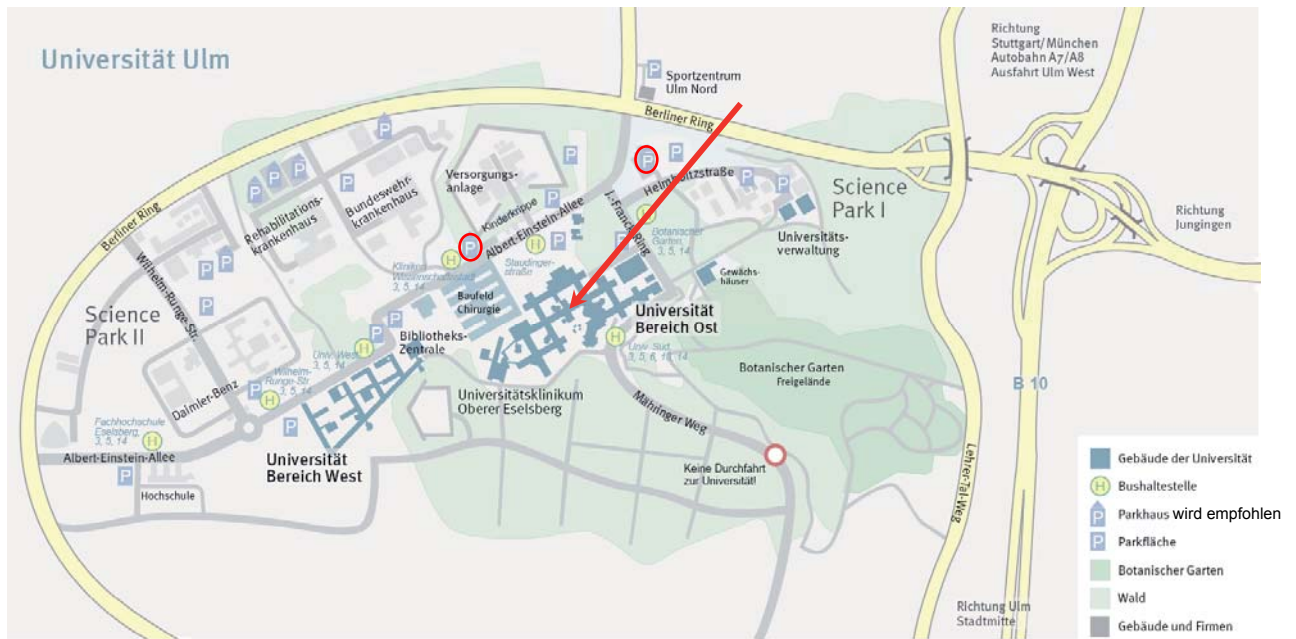 Universität Ulm
Richtung
Stuttgart/München
Autobahn A7/A8
Ausfahrt Ulm West
P
Sportzentrum
Ulm Nord
Berliner Ring
P
P
P
P
Versorgungs-
anlage
Helmholtzstraße
Science
Park I
P
P
P
P
P
P
Bundeswehr-
krankenhaus
Rehabilitations-
krankenhaus
Kinderkrippe
Albert-Einstein-Allee
J.-Franck-Ring
Richtung
Jungingen
Berliner Ring
H
Botanischer
Garten,
3, 5, 14
Universitäts-
verwaltung
P
P
H
P
P
Staudinger-
straße
H
Kliniken
Wissenschaftsstadt
3, 5, 14
Gewächs-
häuser
P
P
Wilhelm-Runge-Str.
Baufeld
Chirurgie
Universität
Bereich Ost
Science
Park II
P
P
P
Bibliotheks-
Zentrale
H
Univ. Süd,
3, 5, 6, 18, 14
H
Univ. West,
3, 5, 14
Botanischer Garten
Freigelände
Wilhelm-
Runge-Str
3, 5, 14
P
H
B 10
Daimler-Benz
Universitätsklinikum
Oberer Eselsberg
Mähringer Weg
Fachhochschule
Eselsberg,
3, 5, 14
H
P
Albert-Einstein-Allee
Universität
Bereich West
Keine Durchfahrt
zur Universität!
Lehrer-Tal-Weg
P
Hochschule
Gebäude der Universität
H Bushaltestelle
P Parkhaus wird empfohlen
P Parkfläche
Botanischer Garten
Wald
Gebäude und Firmen
Richtung Ulm
Stadtmitte